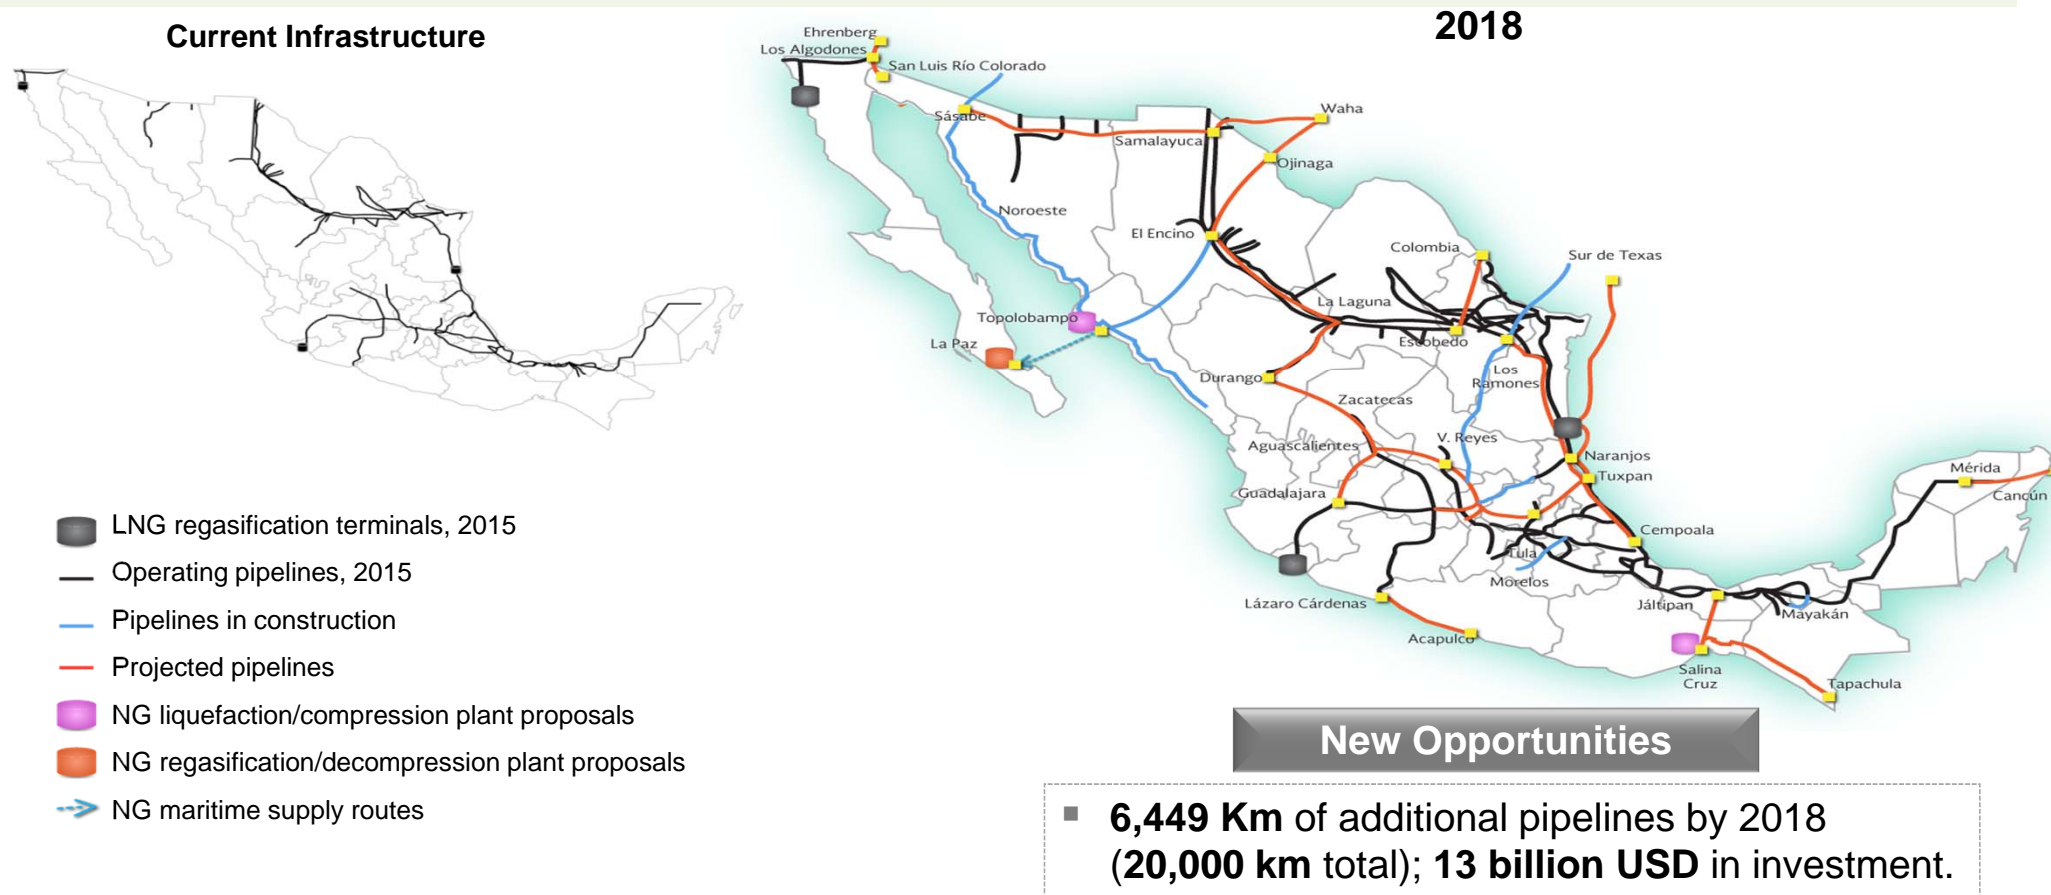 Current Infrastructure
2018
Ehrenberg
Los Algodones
San Luis Río Colorado
Sásabe
Waha
Samalayuca
Ojinaga
Noroeste
El Encino
Colombia
Sur de Texas
La Laguna
Topolobampo
La Paz
Escobedo
Los
Ramones
Durango
Zacatecas
Aguascalientes
V. Reyes
Naranjos
Tuxpan
Guadalajara
Mérida
Cancún
Cempoala
Tula
Morelos
Lázaro Cárdenas
Jáltipan
Mayakán
Acapulco
Salina
Cruz
Tapachula
LNG regasification terminals, 2015
Operating pipelines, 2015
Pipelines in construction
Projected pipelines
NG liquefaction/compression plant proposals
NG regasification/decompression plant proposals
NG maritime supply routes
New Opportunities
▪ 6,449 Km of additional pipelines by 2018
(20,000 km total); 13 billion USD in investment.